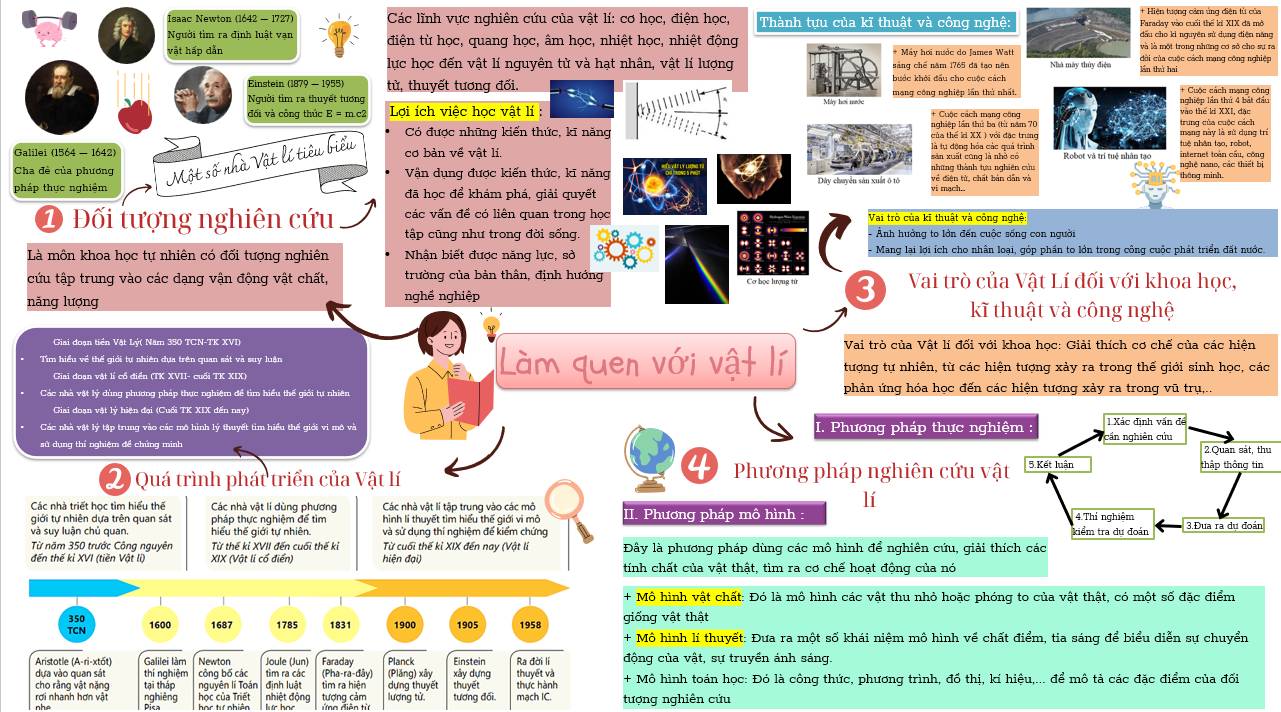 Isaac Newton (1642 – 1727)
Người tìm ra định luật vạn
vật hấp dẫn
Einstein (1879 – 1955)
Người tìm ra thuyết tương
đối và công thức E = m.c2
Galilei (1564 – 1642)
Cha đẻ của phương
pháp thực nghiệm
Một số nhà Vật lí tiêu biểu
1 Đối tượng nghiên cứu
Là môn khoa học tự nhiên có đối tượng nghiên
cứu tập trung vào các dạng vận động vật chất,
năng lượng
Các lĩnh vực nghiên cứu của vật lí: cơ học, điện học,
điện từ học, quang học, âm học, nhiệt học, nhiệt động
lực học đến vật lí nguyên tử và hạt nhân, vật lí lượng
tử, thuyết tương đối.
Lợi ích việc học vật lí :
• Có được những kiến thức, kĩ năng
cơ bản về vật lí.
• Vận dụng được kiến thức, kĩ năng
đã học để khám phá, giải quyết
các vấn đề có liên quan trong học
tập cũng như trong đời sống.
• Nhận biết được năng lực, sở
trường của bản thân, định hướng
nghề nghiệp
HIỂU VẬT LÝ LƯỢNG TỬ
CHỈ TRONG 5 PHÚT
Cơ học lượng tử
Thành tựu của kĩ thuật và công nghệ:
Máy hơi nước
+ Máy hơi nước do James Watt
sáng chế năm 1765 đã tạo nên
bước khởi đầu cho cuộc cách
mạng công nghiệp lần thứ nhất.
Nhà máy thủy điện
+ Hiện tượng cảm ứng điện từ của
Faraday vào cuối thế kỉ XIX đã mở
đầu cho kỉ nguyên sử dụng điện năng
và là một trong những cơ sở cho sự ra
đời của cuộc cách mạng công nghiệp
lần thứ hai
Dây chuyền sản xuất ô tô
+ Cuộc cách mạng công nghiệp
lần thứ ba (từ năm 70
của thế kỉ XX ) với đặc trưng
là tự động hóa các quá trình
sản xuất cũng là nhờ có
những thành tựu nghiên cứu
về điện tử, chất bán dẫn và
vi mạch..
Robot và trí tuệ nhân tạo
+ Cuộc cách mạng công
nghiệp lần thứ 4 bắt đầu
vào thế kỉ XXI, đặc
trưng của cuộc cách
mạng này là sử dụng trí
tuệ nhân tạo, robot,
internet toàn cầu, công
nghệ nano, các thiết bị
thông minh.
Vai trò của kĩ thuật và công nghệ:
- Ảnh hưởng to lớn đến cuộc sống con người
- Mang lại lợi ích cho nhân loại, góp phần to lớn trong công cuộc phát triển đất nước.
3 Vai trò của Vật Lí đối với khoa học,
kĩ thuật và công nghệ
Vai trò của Vật lí đối với khoa học: Giải thích cơ chế của các hiện
tượng tự nhiên, từ các hiện tượng xảy ra trong thế giới sinh học, các
phản ứng hóa học đến các hiện tượng xảy ra trong vũ trụ,..
Làm quen với vật lí
Giai đoạn tiền Vật Lý( Năm 350 TCN-TK XVI)
• Tìm hiểu về thế giới tự nhiên dựa trên quan sát và suy luận
Giai đoạn vật lí cổ điển (TK XVII- cuối TK XIX)
• Các nhà vật lý dùng phương pháp thực nghiệm để tìm hiểu thế giới tự nhiên
Giai đoạn vật lý hiện đại (Cuối TK XIX đến nay)
• Các nhà vật lý tập trung vào các mô hình lý thuyết tìm hiểu thế giới vi mô và
sử dụng thí nghiệm để chứng minh
2 Quá trình phát triển của Vật lí
Các nhà triết học tìm hiểu thế
giới tự nhiên dựa trên quan sát
và suy luận chủ quan.
Từ năm 350 trước Công nguyên
đến thế kỉ XVI (tiền Vật lí)
Các nhà vật lí dùng phương
pháp thực nghiệm để tìm
hiểu thế giới tự nhiên.
Từ thế kỉ XVII đến cuối thế kỉ
XIX (Vật lí cổ điển)
Các nhà vật lí tập trung vào các mô
hình lí thuyết tìm hiểu thế giới vi mô
và sử dụng thí nghiệm để kiểm chứng
Từ cuối thế kỉ XIX đến nay (Vật lí
hiện đại)
350
TCN
1600
1687
1785
1831
1900
1905
1958
Aristotle (A-ri-xtốt)
dựa vào quan sát
cho rằng vật nặng
rơi nhanh hơn vật
nhẹ
Galilei làm
thí nghiệm
tại tháp
nghiêng
Pisa
Newton
công bố các
nguyên lí Toán
học của Triết
học tự nhiên
Joule (Jun)
tìm ra các
định luật
nhiệt động
lực học
Faraday
(Pha-ra-đây)
tìm ra hiện
tượng cảm
ứng điện từ
Planck
(Plăng) xây
dựng thuyết
lượng tử.
Einstein
xây dựng
thuyết
tương đối.
Ra đời lí
thuyết và
thực hành
mạch IC.
4 Phương pháp nghiên cứu vật
lí
I. Phương pháp thực nghiệm :
1.Xác định vấn đề
cần nghiên cứu
2.Quan sát, thu
thập thông tin
3.Đưa ra dự đoán
4.Thí nghiệm
kiểm tra dự đoán
5.Kết luận
II. Phương pháp mô hình :
Đây là phương pháp dùng các mô hình để nghiên cứu, giải thích các
tính chất của vật thật, tìm ra cơ chế hoạt động của nó
+ Mô hình vật chất: Đó là mô hình các vật thu nhỏ hoặc phóng to của vật thật, có một số đặc điểm
giống vật thật
+ Mô hình lí thuyết: Đưa ra một số khái niệm mô hình về chất điểm, tia sáng để biểu diễn sự chuyển
động của vật, sự truyền ánh sáng.
+ Mô hình toán học: Đó là công thức, phương trình, đồ thị, kí hiệu,... để mô tả các đặc điểm của đối
tượng nghiên cứu